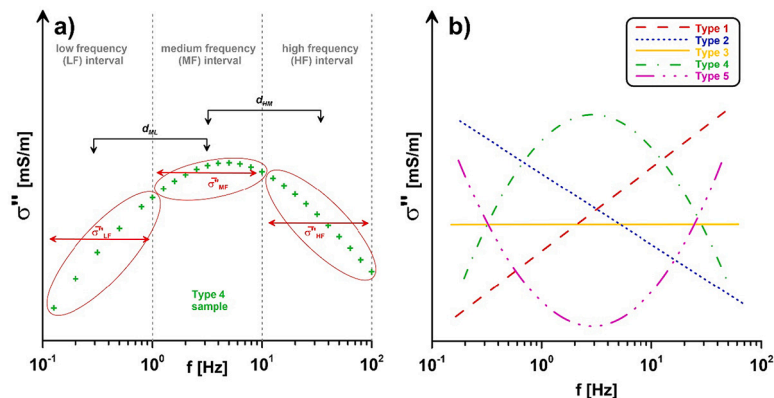 a)
low frequency
(LF) interval
medium frequency
(MF) interval
high frequency
(HF) interval
d_HM
d_ML
σ'' [mS/m]
σ̄''_MF
σ̄''_LF
σ̄''_HF
Type 4
sample
10^-1
10^0
10^1
10^2
f [Hz]
b)
Type 1
Type 2
Type 3
Type 4
Type 5
σ'' [mS/m]
10^-1
10^0
10^1
10^2
f [Hz]